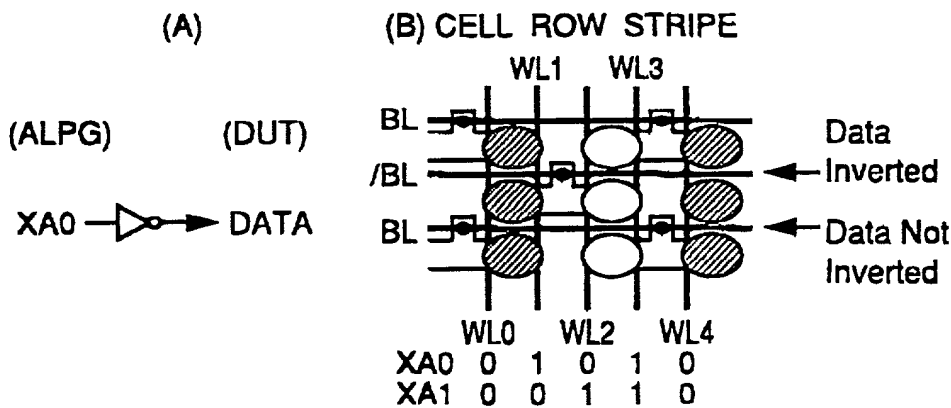 (A)
(B) CELL ROW STRIPE
WL1 WL3
(ALPG) (DUT)
BL
/BL
BL
Data
Inverted
XA0 DATA
Data Not
Inverted
WL0 WL2 WL4
XA0 0 1 0 1 0
XA1 0 0 1 1 0